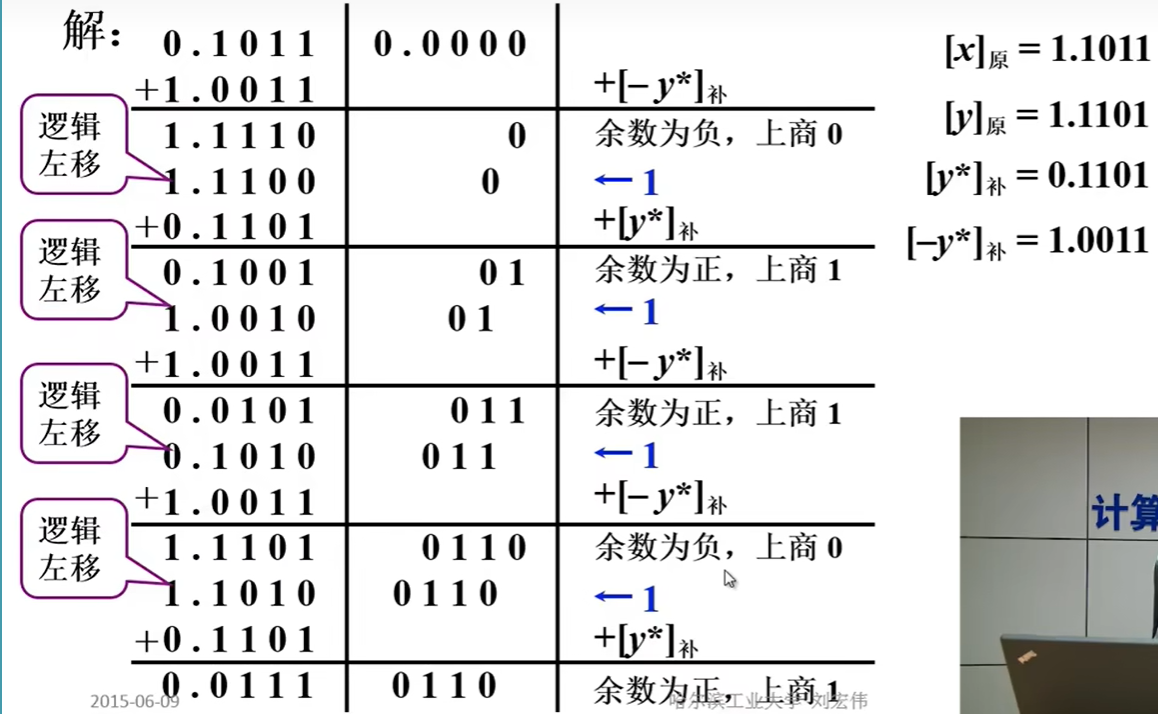 解： 0.1011 0.0000
+1.0011 +[−y*]补
1.1110 0 余数为负，上商 0
1.1100 0 ←1
+0.1101 +[y*]补
0.1001 01 余数为正，上商 1
1.0010 01 ←1
+1.0011 +[−y*]补
0.0101 011 余数为正，上商 1
0.1010 011 ←1
+1.0011 +[−y*]补
1.1101 0110 余数为负，上商 0
1.1010 0110 ←1
+0.1101 +[y*]补
0.0111 0110 余数为正，上商 1
逻辑
左移
逻辑
左移
逻辑
左移
逻辑
左移
[x]原 = 1.1011
[y]原 = 1.1101
[y*]补 = 0.1101
[−y*]补 = 1.0011
计算
2015-06-09
哈尔滨工业大学 刘宏伟